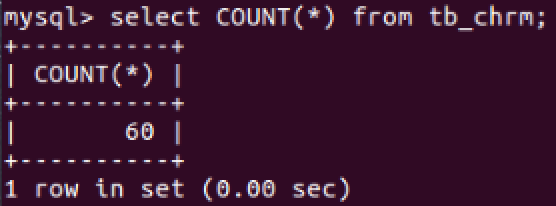 mysql> select COUNT(*) from tb_chrm;
+----------+
| COUNT(*) |
+----------+
|       60 |
+----------+
1 row in set (0.00 sec)